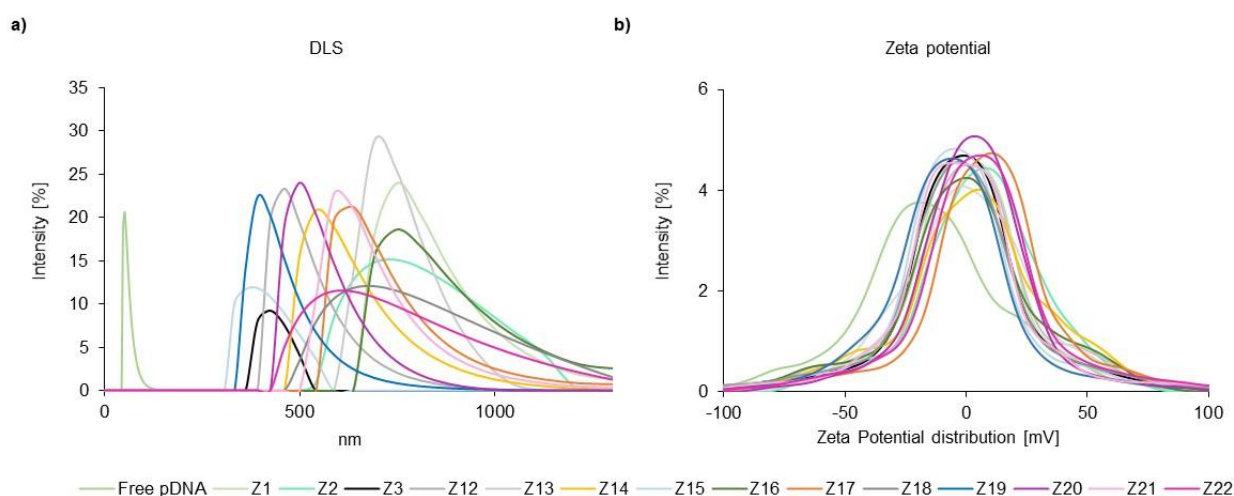 a)
DLS
35
30
25
20
15
10
5
0
Intensity [%]
0 500 1000
nm
b)
Zeta potential
6
4
2
0
Intensity [%]
-100 -50 0 50 100
Zeta Potential distribution [mV]
Free pDNA Z1 Z2 Z3 Z12 Z13 Z14 Z15 Z16 Z17 Z18 Z19 Z20 Z21 Z22